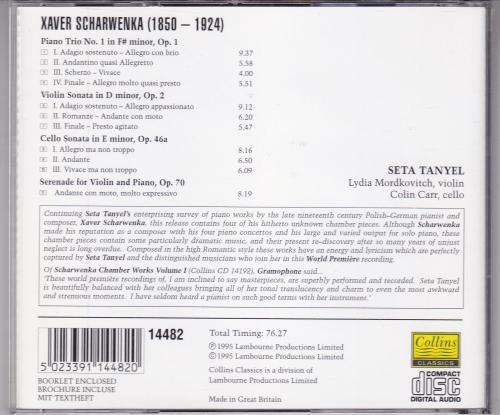 XAVER SCHARWENKA (1850 – 1924)
Piano Trio No. 1 in F# minor, Op. 1
I. Adagio sostenuto – Allegro con brio 9.37
II. Andantino quasi Allegretto 5.58
III. Scherzo – Vivace 4.00
IV. Finale – Allegro molto quasi presto 5.51
Violin Sonata in D minor, Op. 2
I. Adagio sostenuto – Allegro appassionato 9.12
II. Romanze – Andante con moto 6.20
III. Finale – Presto agitato 5.47
Cello Sonata in E minor, Op. 46a
I. Allegro ma non troppo 8.16
II. Andante 6.50
III. Vivace ma non troppo 6.09
Serenade for Violin and Piano, Op. 70
Andante con moto, molto expressivo 8.19
SETA TANYEL
Lydia Mordkovitch, violin
Colin Carr, cello
Continuing Seta Tanyel's enterprising survey of piano works by the late nineteenth century Polish-German pianist and
composer, Xaver Scharwenka, this release contains four of his hitherto unknown chamber pieces. Although Scharwenka
made his reputation as a composer with his four piano concertos and his large and varied output for solo piano, these
chamber pieces contain some particularly dramatic music, and their present re-discovery after so many years of unjust
neglect is long overdue. Composed in the high Romantic style these works have an energy and lyricism which are perfectly
captured by Seta Tanyel and the distinguished musicians who join her in this World Première recording.
Of Scharwenka Chamber Works Volume I (Collins CD 14192), Gramophone said...
'These world première recordings of, I am inclined to say masterpieces, are superbly performed and recorded. Seta Tanyel
is beautifully balanced with her colleagues bringing all of her tonal translucency and charm to even the most awkward
and strenuous moments. I have seldom heard a pianist on such good terms with his instrument.'
14482
5 023391 144820
BOOKLET ENCLOSED
BROCHURE INCLUSE
MIT TEXTHEFT
Total Timing: 76.27
Ⓟ 1995 Lambourne Productions Limited
© 1995 Lambourne Productions Limited
Collins Classics is a division of
Lambourne Productions Limited
Made in Great Britain
Collins
CLASSICS
COMPACT
disc
DIGITAL AUDIO